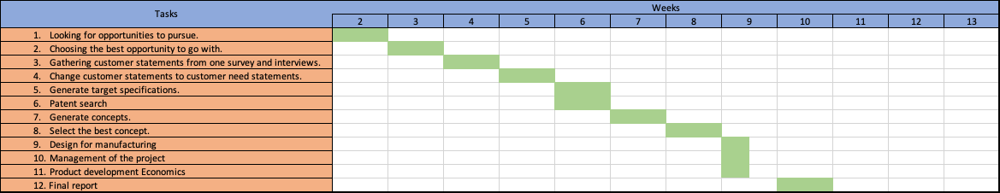 Tasks
Weeks
2 3 4 5 6 7 8 9 10 11 12 13
1. Looking for opportunities to pursue.
2. Choosing the best opportunity to go with.
3. Gathering customer statements from one survey and interviews.
4. Change customer statements to customer need statements.
5. Generate target specifications.
6. Patent search
7. Generate concepts.
8. Select the best concept.
9. Design for manufacturing
10. Management of the project
11. Product development Economics
12. Final report